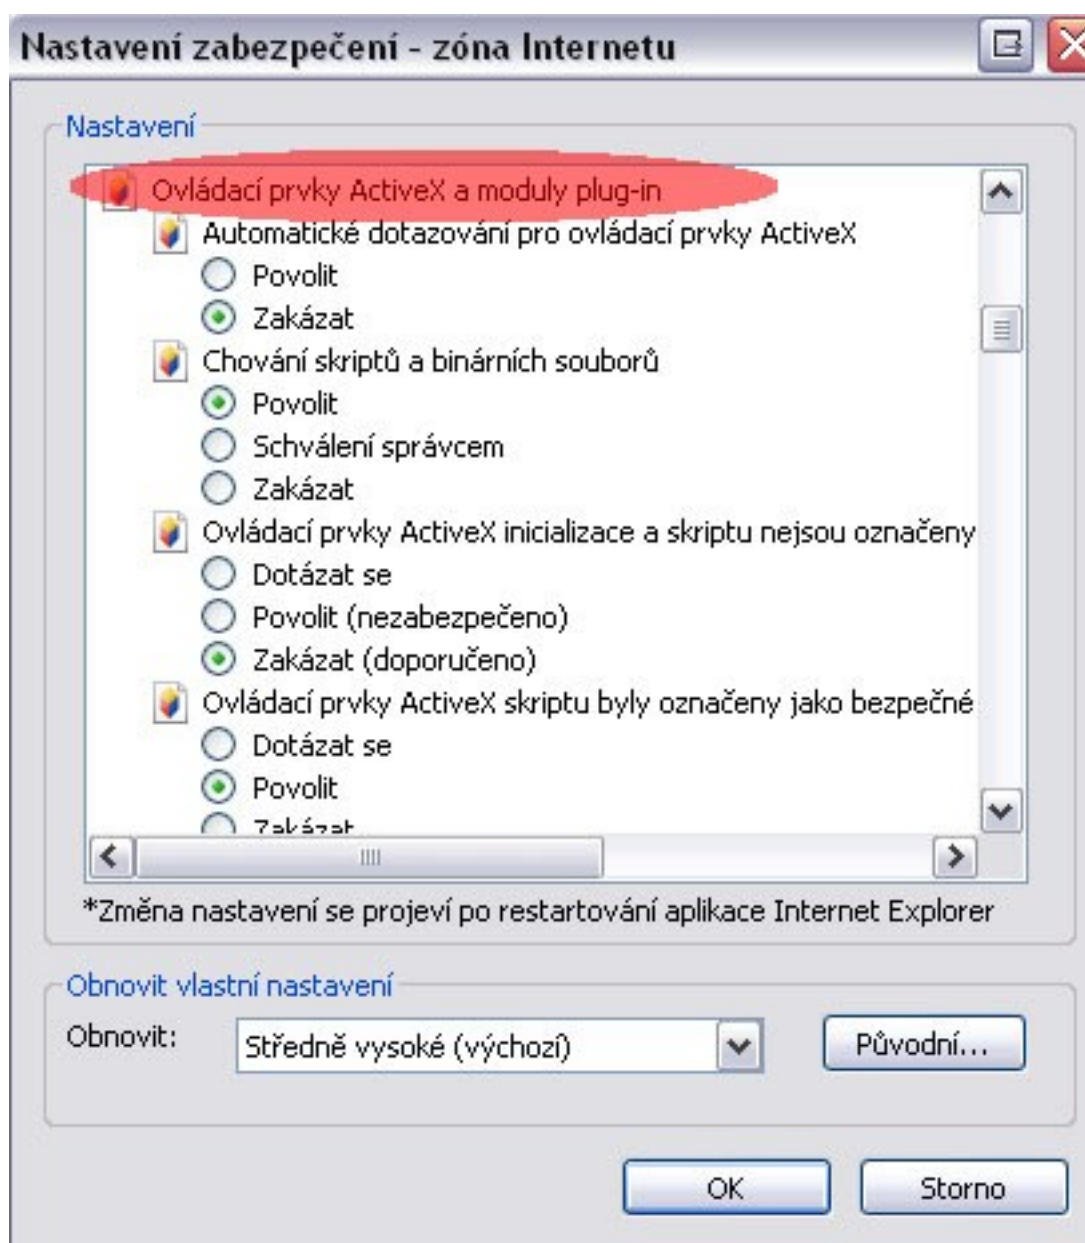 Nastavení zabezpečení - zóna Internetu
Nastavení
Ovládací prvky ActiveX a moduly plug-in
Automatické dotazování pro ovládací prvky ActiveX
Povolit
Zakázat
Chování skriptů a binárních souborů
Povolit
Schválení správcem
Zakázat
Ovládací prvky ActiveX inicializace a skriptu nejsou označeny
Dotázat se
Povolit (nezabezpečeno)
Zakázat (doporučeno)
Ovládací prvky ActiveX skriptu byly označeny jako bezpečné
Dotázat se
Povolit
Zakázat
*Změna nastavení se projeví po restartování aplikace Internet Explorer
Obnovit vlastní nastavení
Obnovit:
Středně vysoké (výchozí)
Původní...
OK
Storno